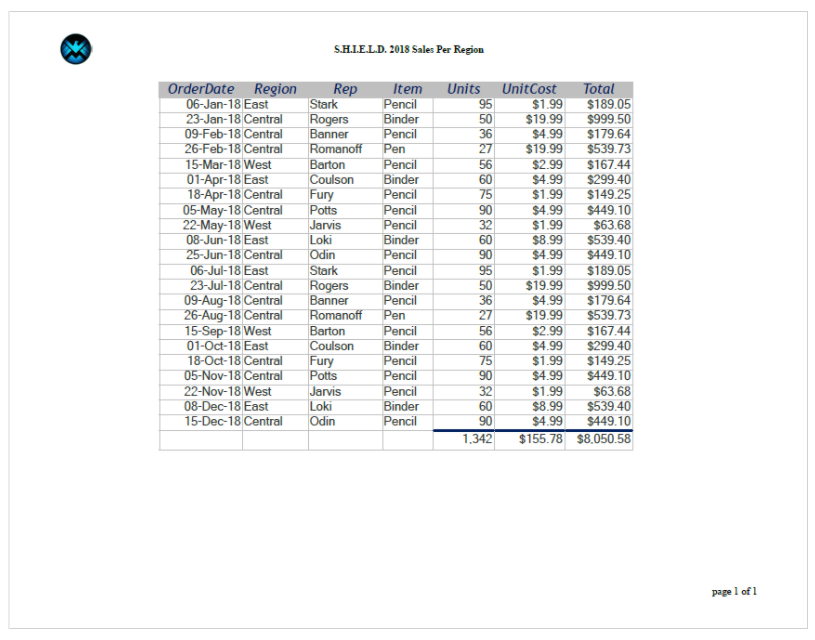 S.H.I.E.L.D. 2018 Sales Per Region
OrderDate Region Rep Item Units UnitCost Total
06-Jan-18 East Stark Pencil 95 $1.99 $189.05
23-Jan-18 Central Rogers Binder 50 $19.99 $999.50
09-Feb-18 Central Banner Pencil 36 $4.99 $179.64
26-Feb-18 Central Romanoff Pen 27 $19.99 $539.73
15-Mar-18 West Barton Pencil 56 $2.99 $167.44
01-Apr-18 East Coulson Binder 60 $4.99 $299.40
18-Apr-18 Central Fury Pencil 75 $1.99 $149.25
05-May-18 Central Potts Pencil 90 $4.99 $449.10
22-May-18 West Jarvis Pencil 32 $1.99 $63.68
08-Jun-18 East Loki Binder 60 $8.99 $539.40
25-Jun-18 Central Odin Pencil 90 $4.99 $449.10
06-Jul-18 East Stark Pencil 95 $1.99 $189.05
23-Jul-18 Central Rogers Binder 50 $19.99 $999.50
09-Aug-18 Central Banner Pencil 36 $4.99 $179.64
26-Aug-18 Central Romanoff Pen 27 $19.99 $539.73
15-Sep-18 West Barton Pencil 56 $2.99 $167.44
01-Oct-18 East Coulson Binder 60 $4.99 $299.40
18-Oct-18 Central Fury Pencil 75 $1.99 $149.25
05-Nov-18 Central Potts Pencil 90 $4.99 $449.10
22-Nov-18 West Jarvis Pencil 32 $1.99 $63.68
08-Dec-18 East Loki Binder 60 $8.99 $539.40
15-Dec-18 Central Odin Pencil 90 $4.99 $449.10
1,342 $155.78 $8,050.58
page 1 of 1